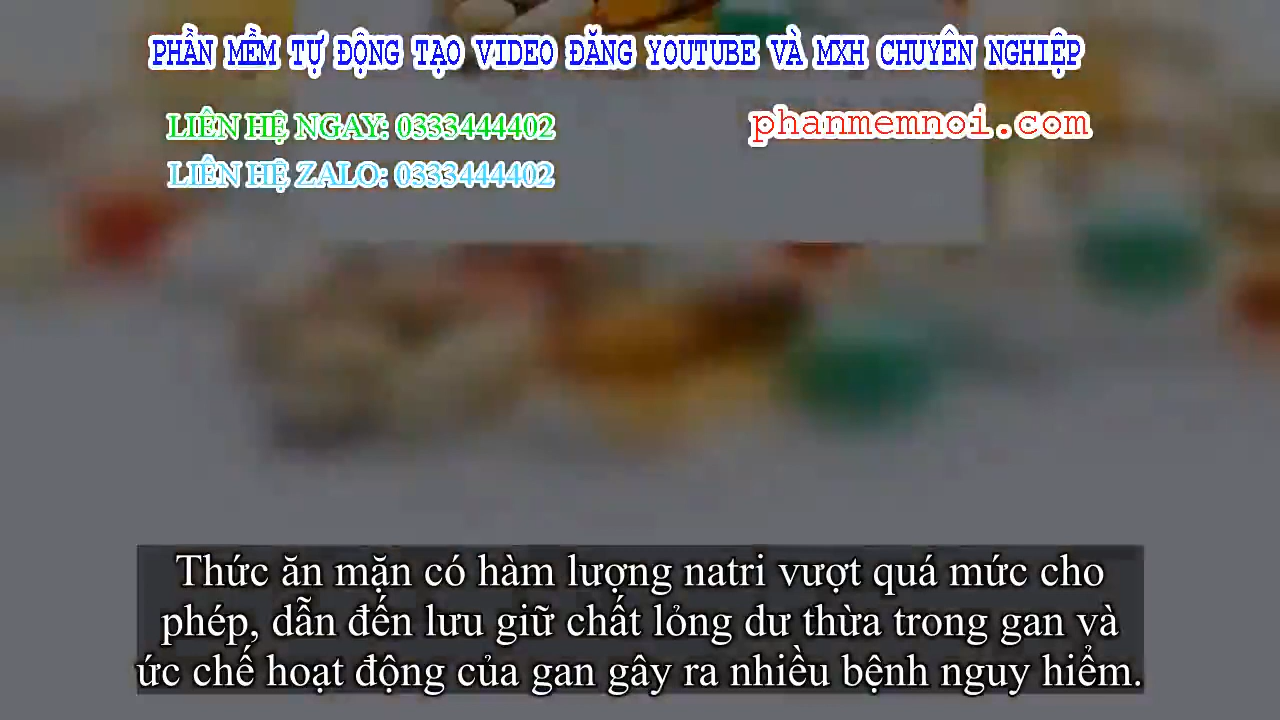 PHẦN MỀM TỰ ĐỘNG TẠO VIDEO ĐĂNG YOUTUBE VÀ MXH CHUYÊN NGHIỆP
LIÊN HỆ NGAY: 0333444402
phanmemnoi.com
LIÊN HỆ ZALO: 0333444402
Thức ăn mặn có hàm lượng natri vượt quá mức cho
phép, dẫn đến lưu giữ chất lỏng dư thừa trong gan và
ức chế hoạt động của gan gây ra nhiều bệnh nguy hiểm.